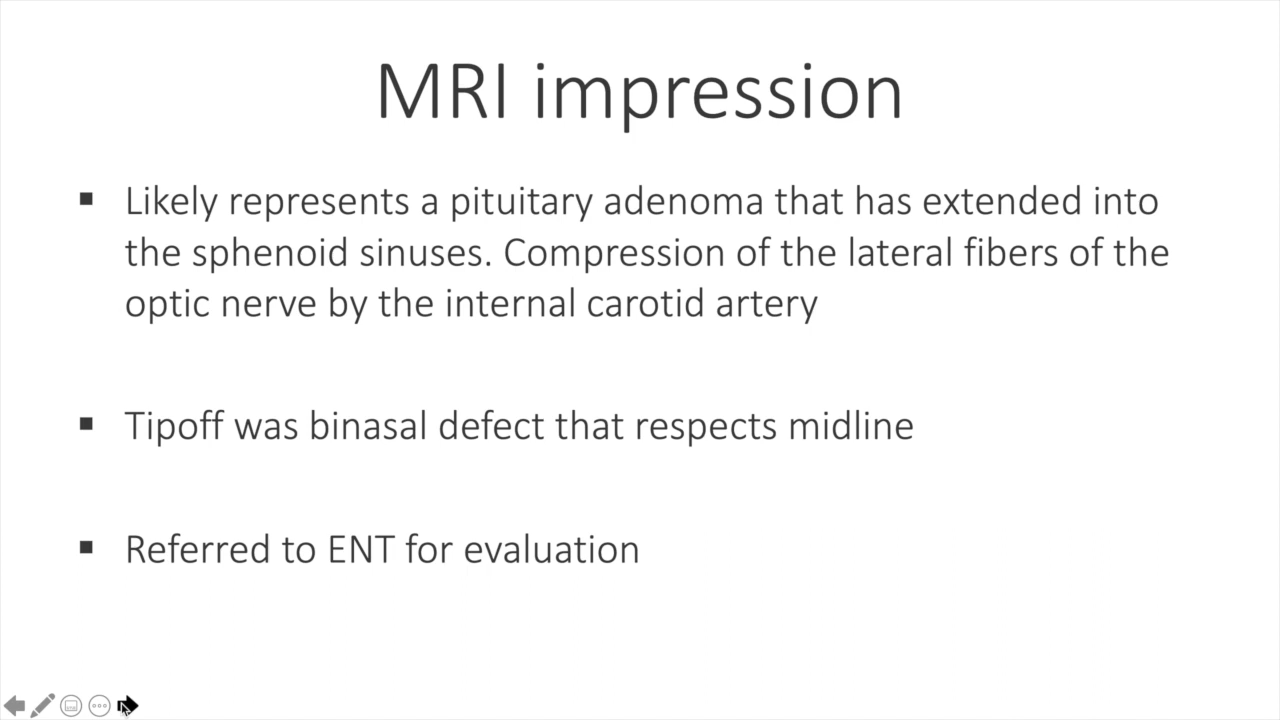 MRI impression
▪ Likely represents a pituitary adenoma that has extended into
the sphenoid sinuses. Compression of the lateral fibers of the
optic nerve by the internal carotid artery
▪ Tipoff was binasal defect that respects midline
▪ Referred to ENT for evaluation